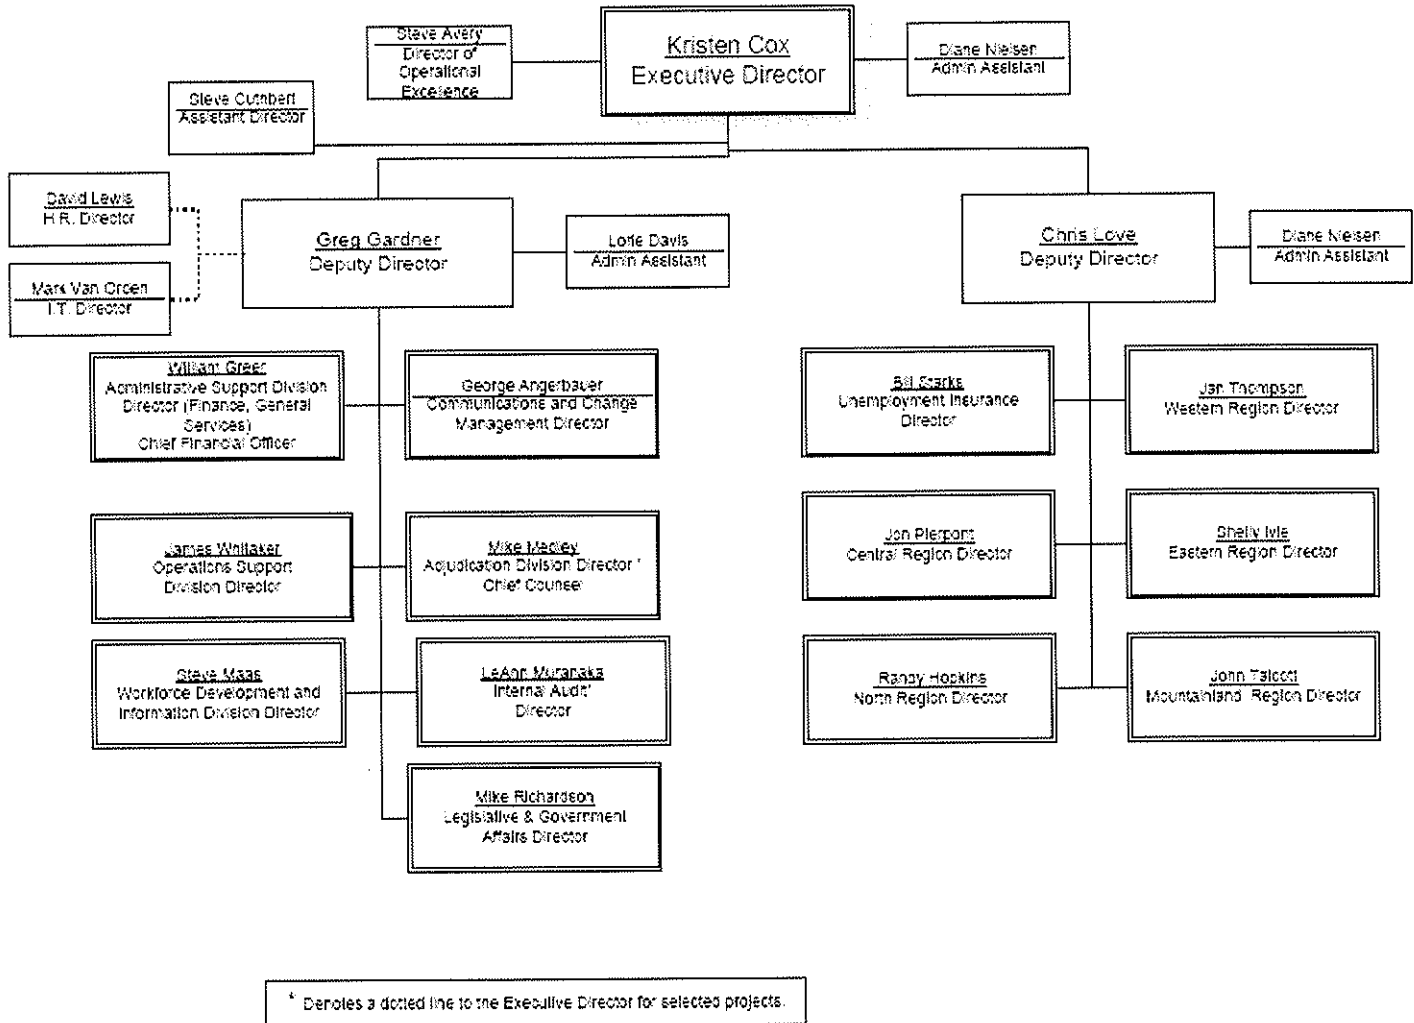 Steve Avery
Director of
Operational
Excellence
Kristen Cox
Executive Director
Diane Nielsen
Admin Assistant
Steve Cuthbert
Assistant Director
David Lewis
H.R. Director
Mark Van Orden
I.T. Director
Greg Gardner
Deputy Director
Lorie Davis
Admin Assistant
Chris Love
Deputy Director
Diane Nielsen
Admin Assistant
William Greer
Administrative Support Division
Director (Finance, General
Services)
Chief Financial Officer
George Angerbauer
Communications and Change
Management Director
Bill Starks
Unemployment Insurance
Director
Jan Thompson
Western Region Director
James Whitaker
Operations Support
Division Director
Mike Medley
Adjudication Division Director *
Chief Counsel
Jon Pierpont
Central Region Director
Shelly Ivie
Eastern Region Director
Steve Maas
Workforce Development and
Information Division Director
LeAnn Muranaka
Internal Audit*
Director
Randy Hopkins
North Region Director
John Talcott
Mountainland Region Director
Mike Richardson
Legislative & Government
Affairs Director
* Denotes a dotted line to the Executive Director for selected projects.